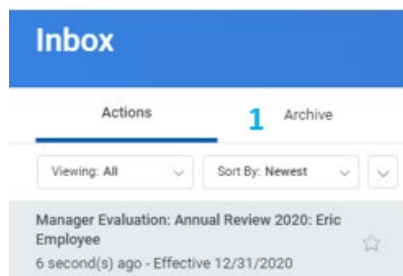 Inbox
Actions 1 Archive
Viewing: All Sort By: Newest
Manager Evaluation: Annual Review 2020: Eric
Employee
6 second(s) ago - Effective 12/31/2020